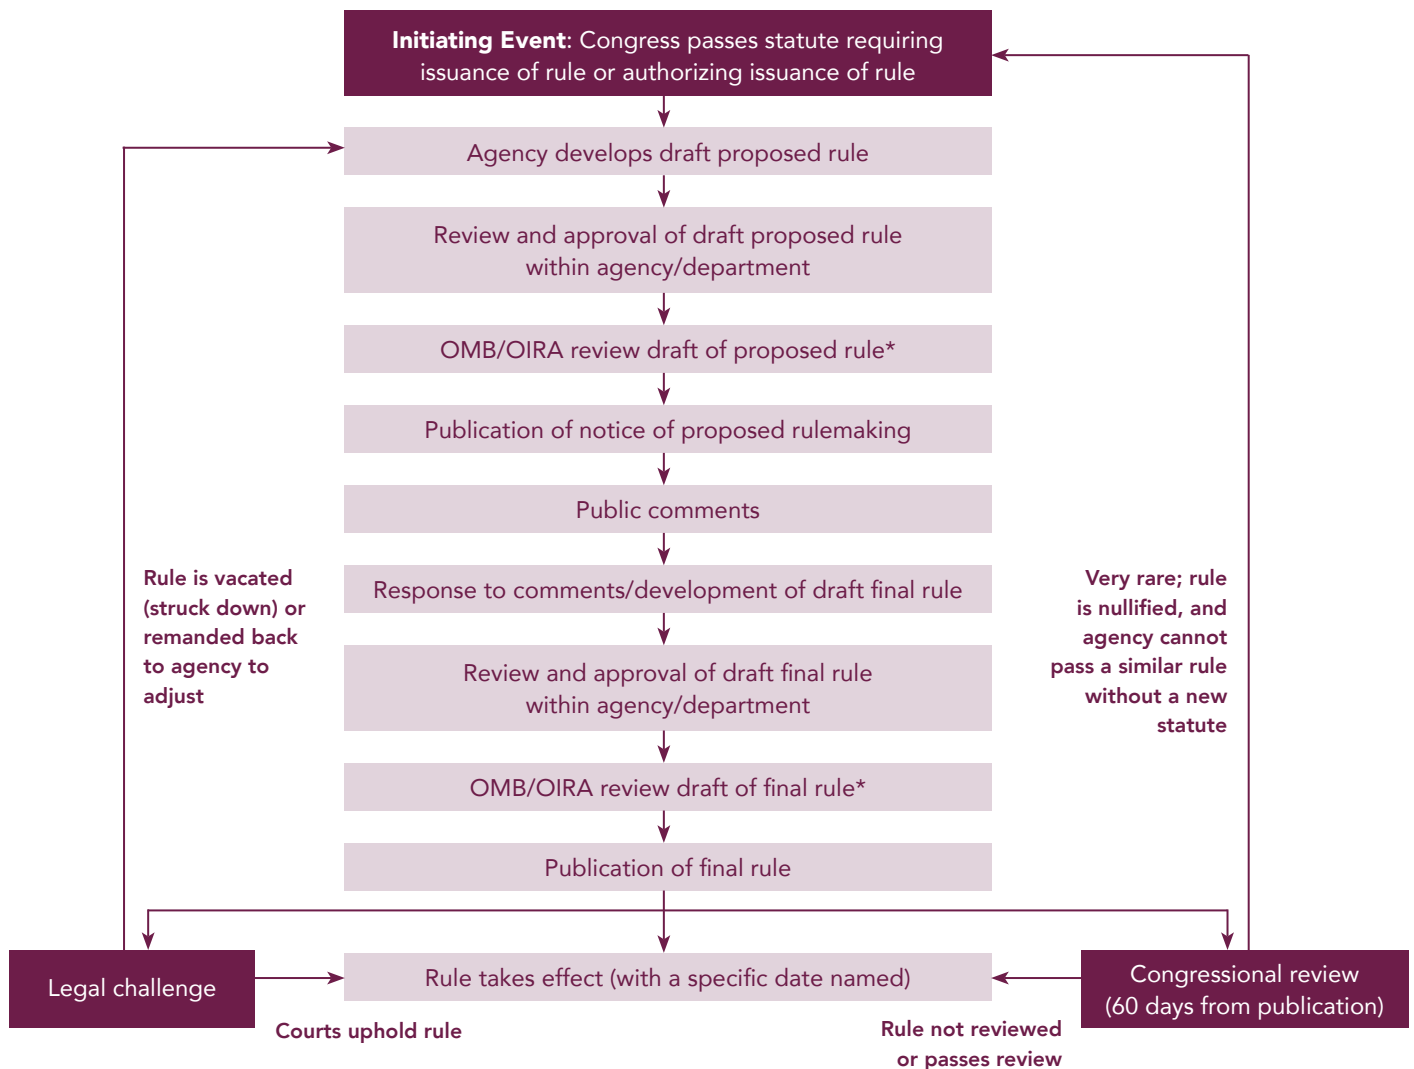 Initiating Event: Congress passes statute requiring
issuance of rule or authorizing issuance of rule
Agency develops draft proposed rule
Review and approval of draft proposed rule
within agency/department
OMB/OIRA review draft of proposed rule*
Publication of notice of proposed rulemaking
Public comments
Response to comments/development of draft final rule
Review and approval of draft final rule
within agency/department
OMB/OIRA review draft of final rule*
Publication of final rule
Rule is vacated
(struck down) or
remanded back
to agency to
adjust
Very rare; rule
is nullified, and
agency cannot
pass a similar rule
without a new
statute
Legal challenge
Rule takes effect (with a specific date named)
Congressional review
(60 days from publication)
Courts uphold rule
Rule not reviewed
or passes review